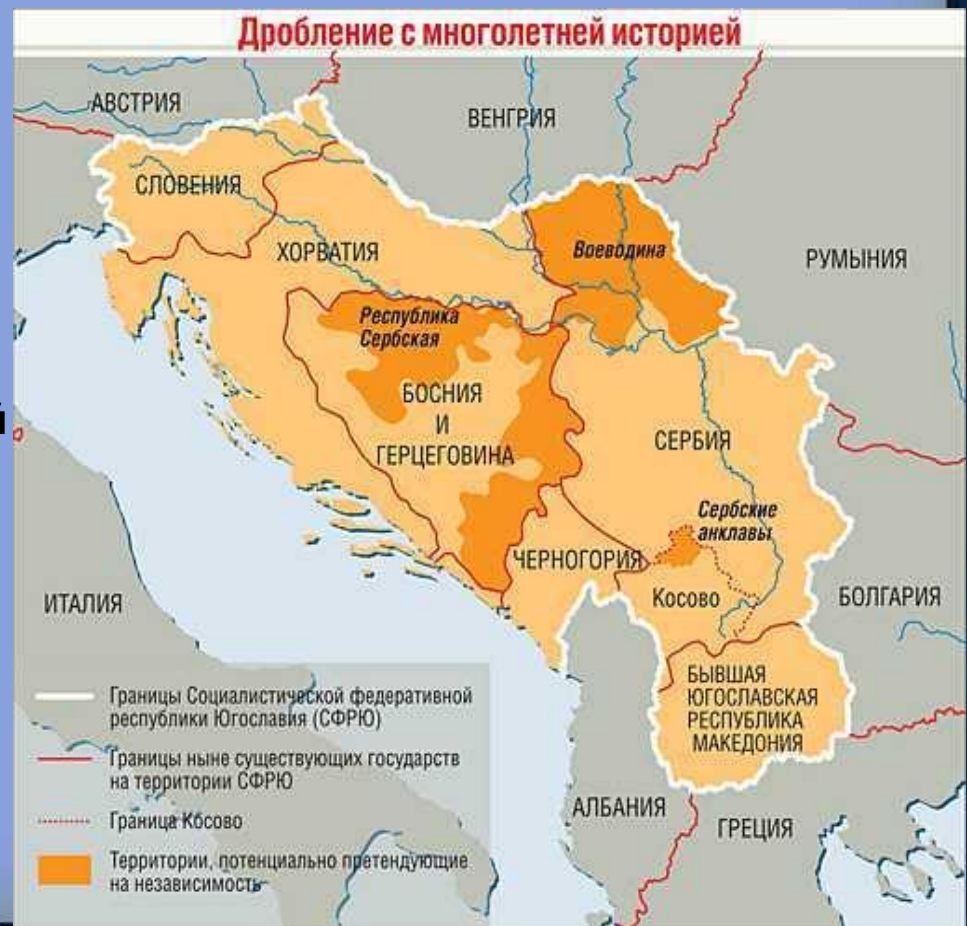 Дробление с многолетней историей
АВСТРИЯ
ВЕНГРИЯ
СЛОВЕНИЯ
ХОРВАТИЯ
Воеводина
РУМЫНИЯ
Республика
Сербская
БОСНИЯ
И
ГЕРЦЕГОВИНА
СЕРБИЯ
Сербские
анклавы
ЧЕРНОГОРИЯ
Косово
ИТАЛИЯ
БОЛГАРИЯ
БЫВШАЯ
ЮГОСЛАВСКАЯ
РЕСПУБЛИКА
МАКЕДОНИЯ
АЛБАНИЯ
ГРЕЦИЯ
Границы Социалистической федеративной
республики Югославия (СФРЮ)
Границы ныне существующих государств
на территории СФРЮ
Граница Косово
Территории, потенциально претендующие
на независимость